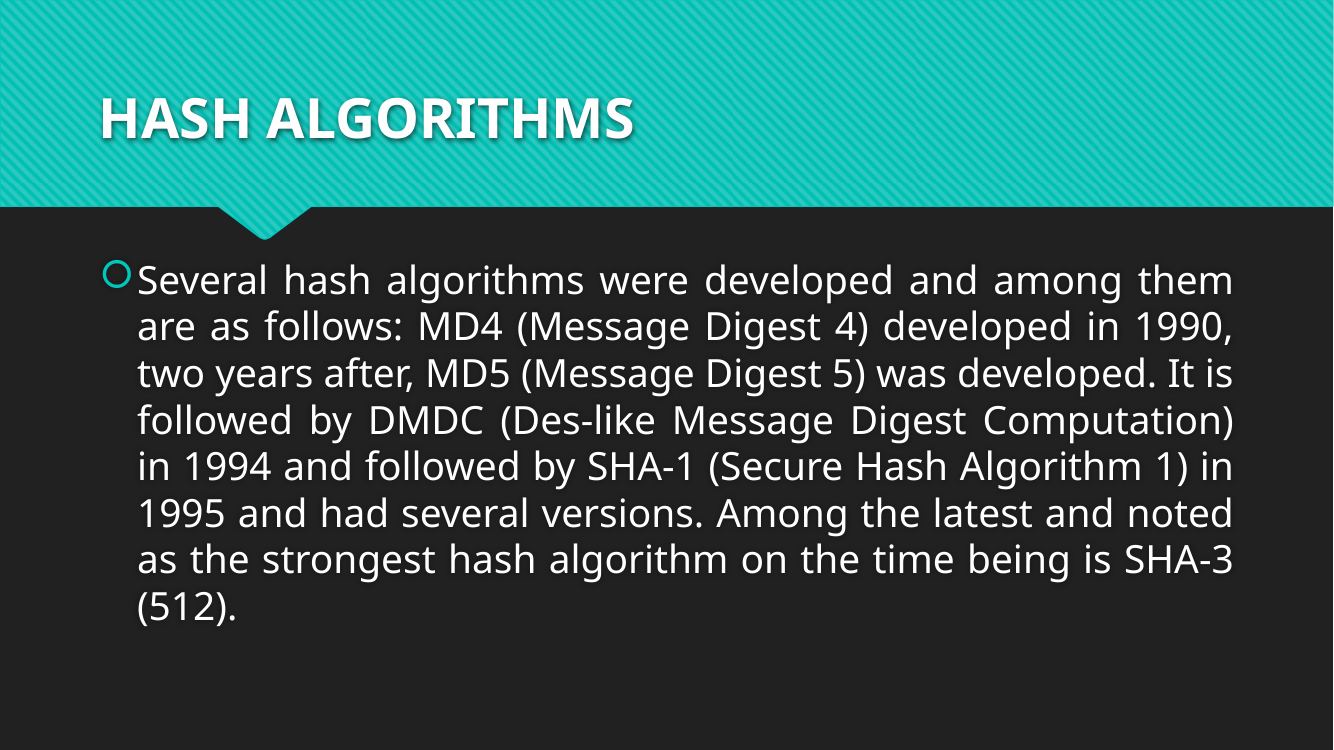 HASH ALGORITHMS
Several hash algorithms were developed and among them
are as follows: MD4 (Message Digest 4) developed in 1990,
two years after, MD5 (Message Digest 5) was developed. It is
followed by DMDC (Des-like Message Digest Computation)
in 1994 and followed by SHA-1 (Secure Hash Algorithm 1) in
1995 and had several versions. Among the latest and noted
as the strongest hash algorithm on the time being is SHA-3
(512).